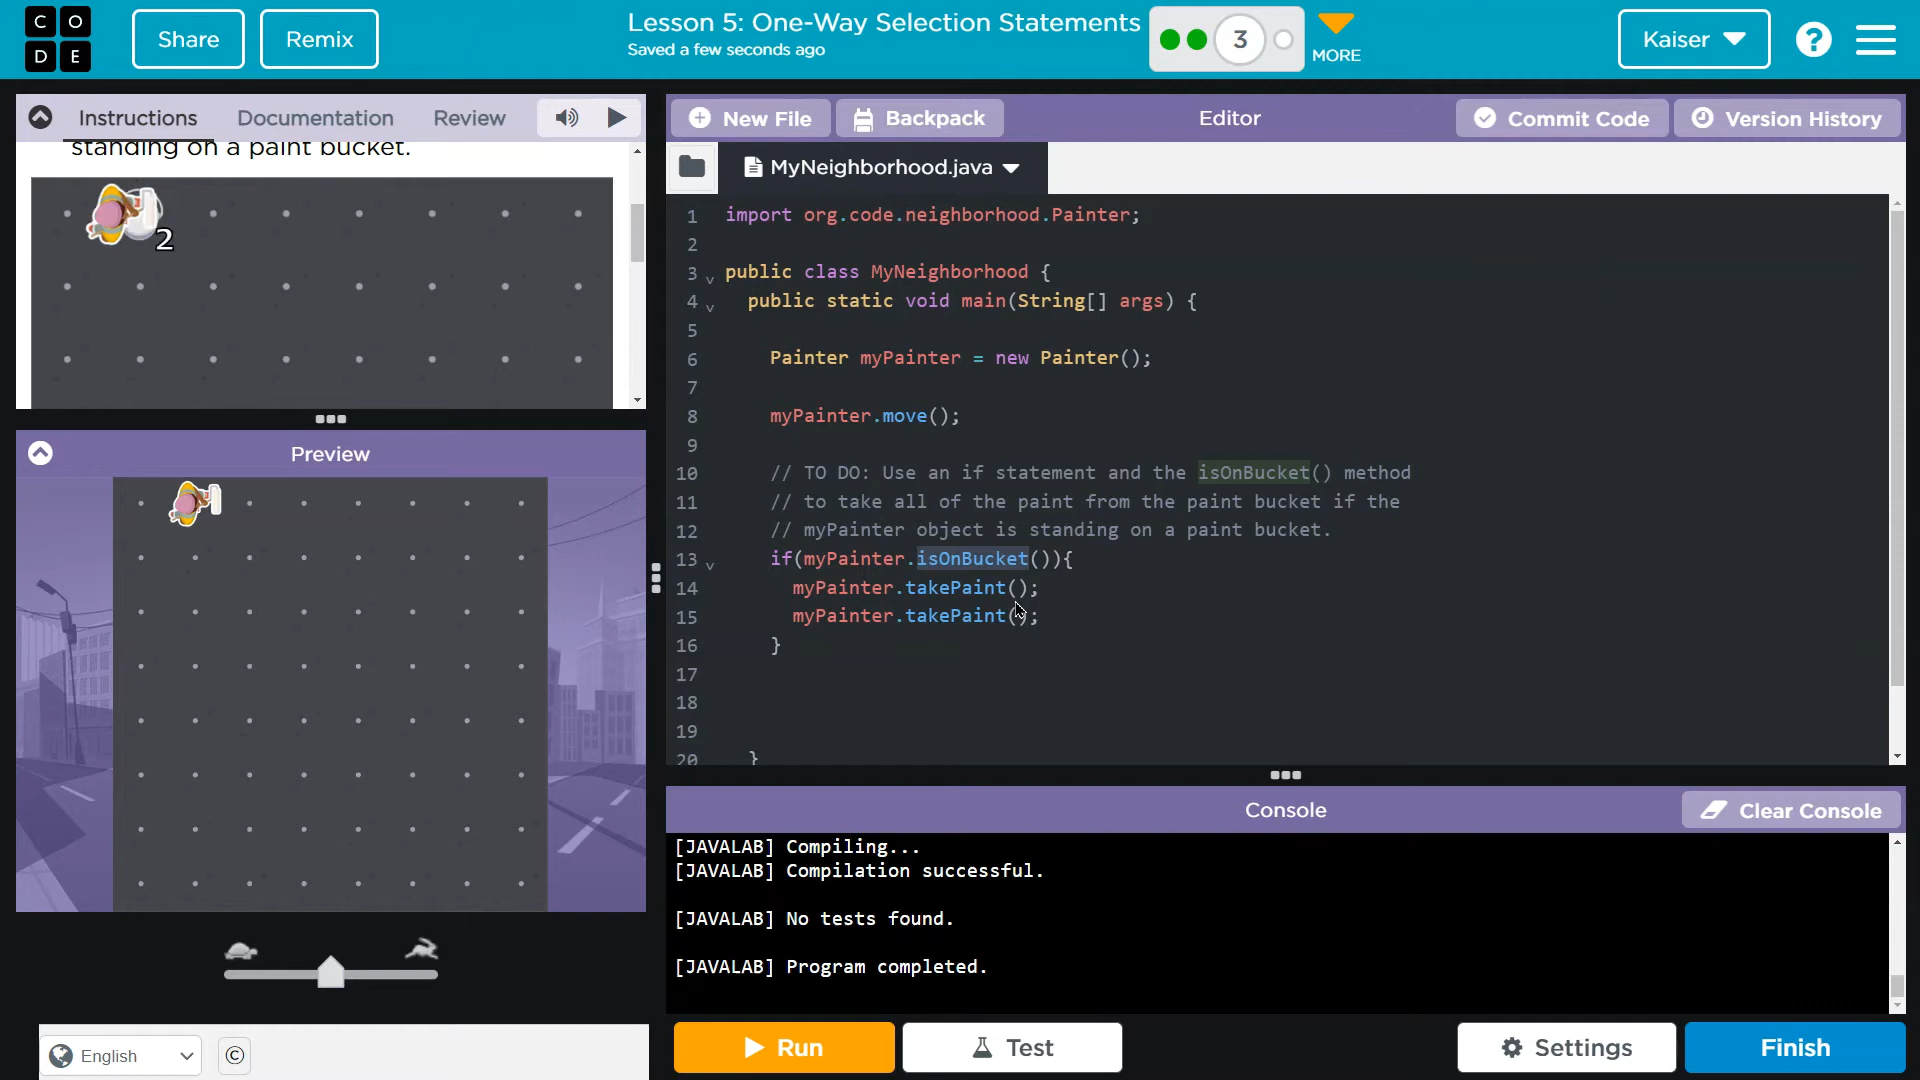 CODE
Share
Remix
Lesson 5: One-Way Selection Statements
Saved a few seconds ago
3
MORE
Kaiser
?
Instructions
Documentation
Review
standing on a paint bucket.
2
Preview
New File
Backpack
Editor
Commit Code
Version History
MyNeighborhood.java
1 import org.code.neighborhood.Painter;
2
3 public class MyNeighborhood {
4 public static void main(String[] args) {
5
6 Painter myPainter = new Painter();
7
8 myPainter.move();
9
10 // TO DO: Use an if statement and the isOnBucket() method
11 // to take all of the paint from the paint bucket if the
12 // myPainter object is standing on a paint bucket.
13 if(myPainter.isOnBucket()){
14 myPainter.takePaint();
15 myPainter.takePaint();
16 }
17
18
19
20 }
Console
Clear Console
[JAVALAB] Compiling...
[JAVALAB] Compilation successful.
[JAVALAB] No tests found.
[JAVALAB] Program completed.
English
©
Run
Test
Settings
Finish